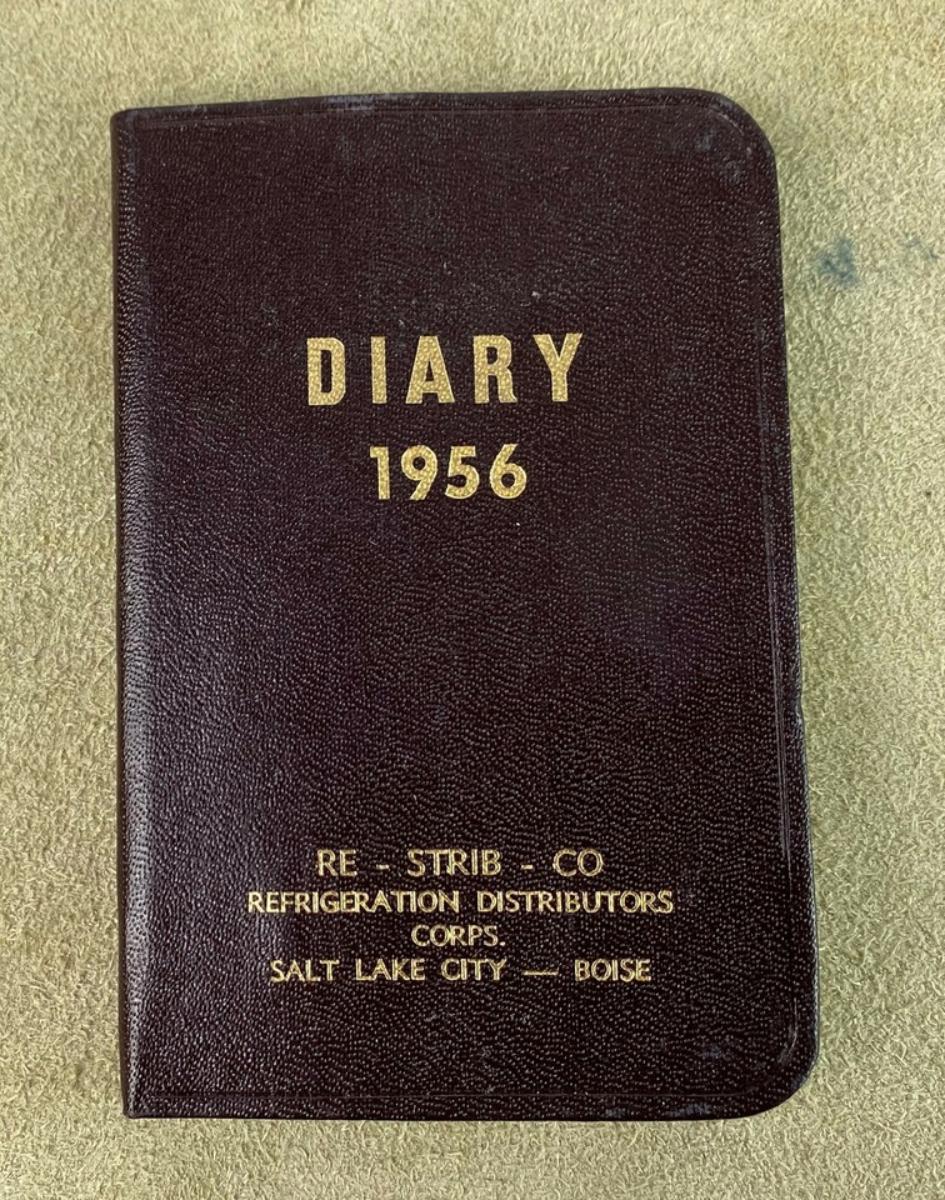 DIARY
1956
RE - STRIB - CO
REFRIGERATION DISTRIBUTORS
CORPS.
SALT LAKE CITY — BOISE